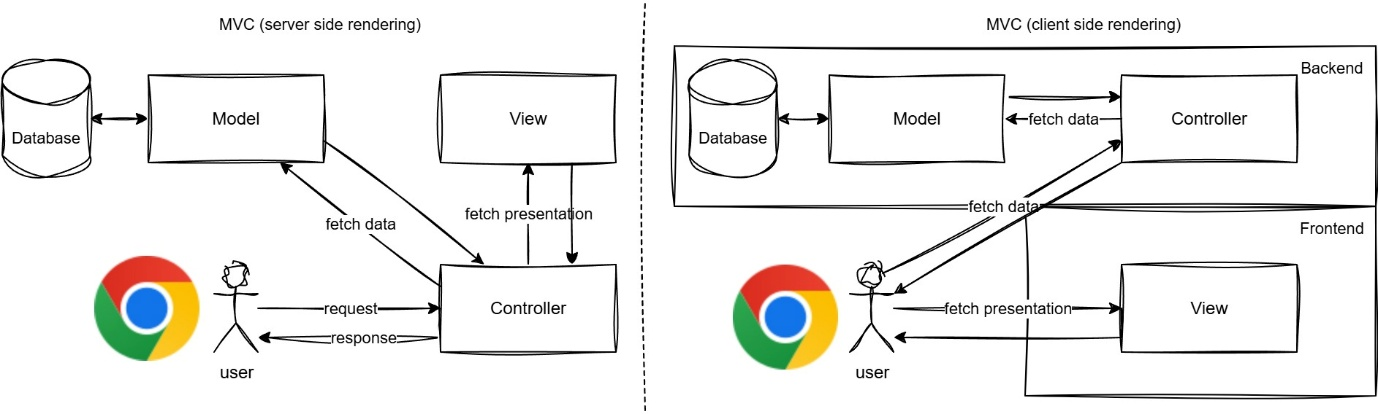 MVC (server side rendering)
Database
Model
View
fetch data
fetch presentation
request
response
Controller
user
MVC (client side rendering)
Backend
Database
Model
fetch data
Controller
fetch data
Frontend
fetch presentation
View
user